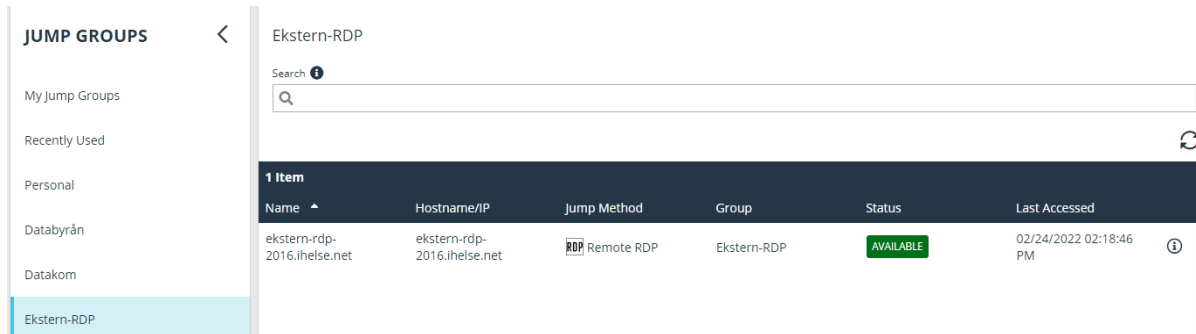 JUMP GROUPS
My Jump Groups
Recently Used
Personal
Databyrån
Datakom
Ekstern-RDP
Ekstern-RDP
Search
1 Item
Name Hostname/IP Jump Method Group Status Last Accessed
ekstern-rdp- ekstern-rdp- RDP Remote RDP Ekstern-RDP AVAILABLE 02/24/2022 02:18:46
2016.ihelse.net 2016.ihelse.net PM